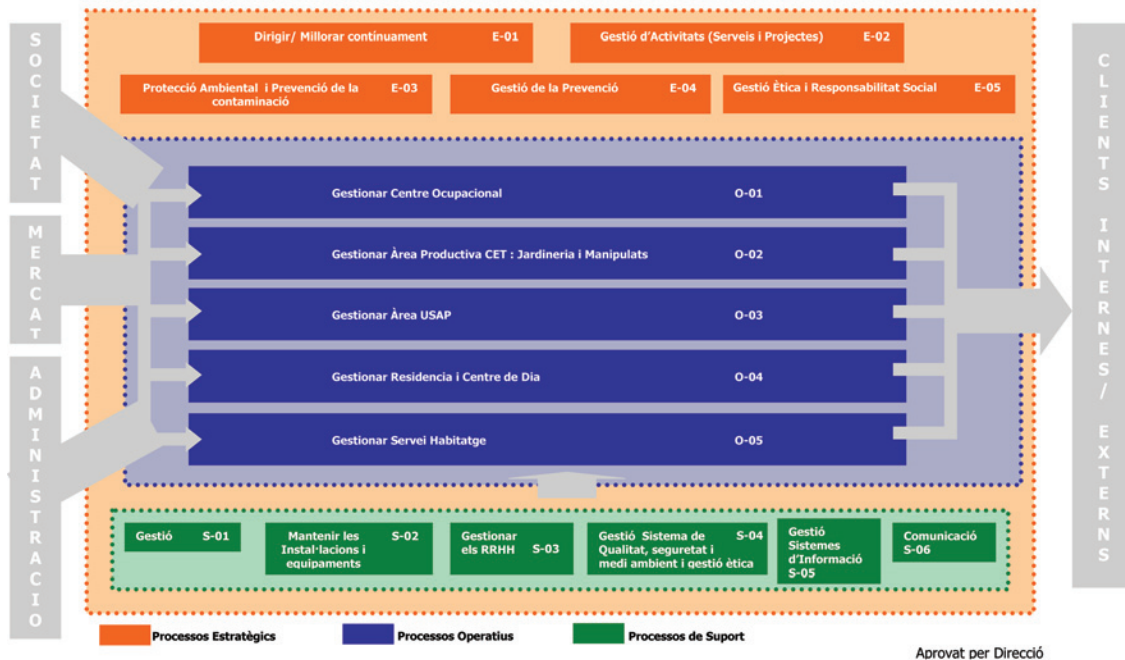 Dirigir/ Millorar contínuament E-01
Gestió d'Activitats (Serveis i Projectes) E-02
Protecció Ambiental i Prevenció de la E-03
contaminació
Gestió de la Prevenció E-04
Gestió Ètica i Responsabilitat Social E-05
SOCIETAT
MERCAT
ADMINISTRACIO
Gestionar Centre Ocupacional O-01
Gestionar Àrea Productiva CET : Jardineria i Manipulats O-02
Gestionar Àrea USAP O-03
Gestionar Residencia i Centre de Dia O-04
Gestionar Servei Habitatge O-05
CLIENTS INTERNES/ EXTERNS
Gestió S-01
Mantenir les S-02
Instal·lacions i
equipaments
Gestionar
els RRHH S-03
Gestió Sistema de S-04
Qualitat, seguretat i
medi ambient i gestió ètica
Gestió
Sistemes
d'Informació
S-05
Comunicació
S-06
Processos Estratègics
Processos Operatius
Processos de Suport
Aprovat per Direcció